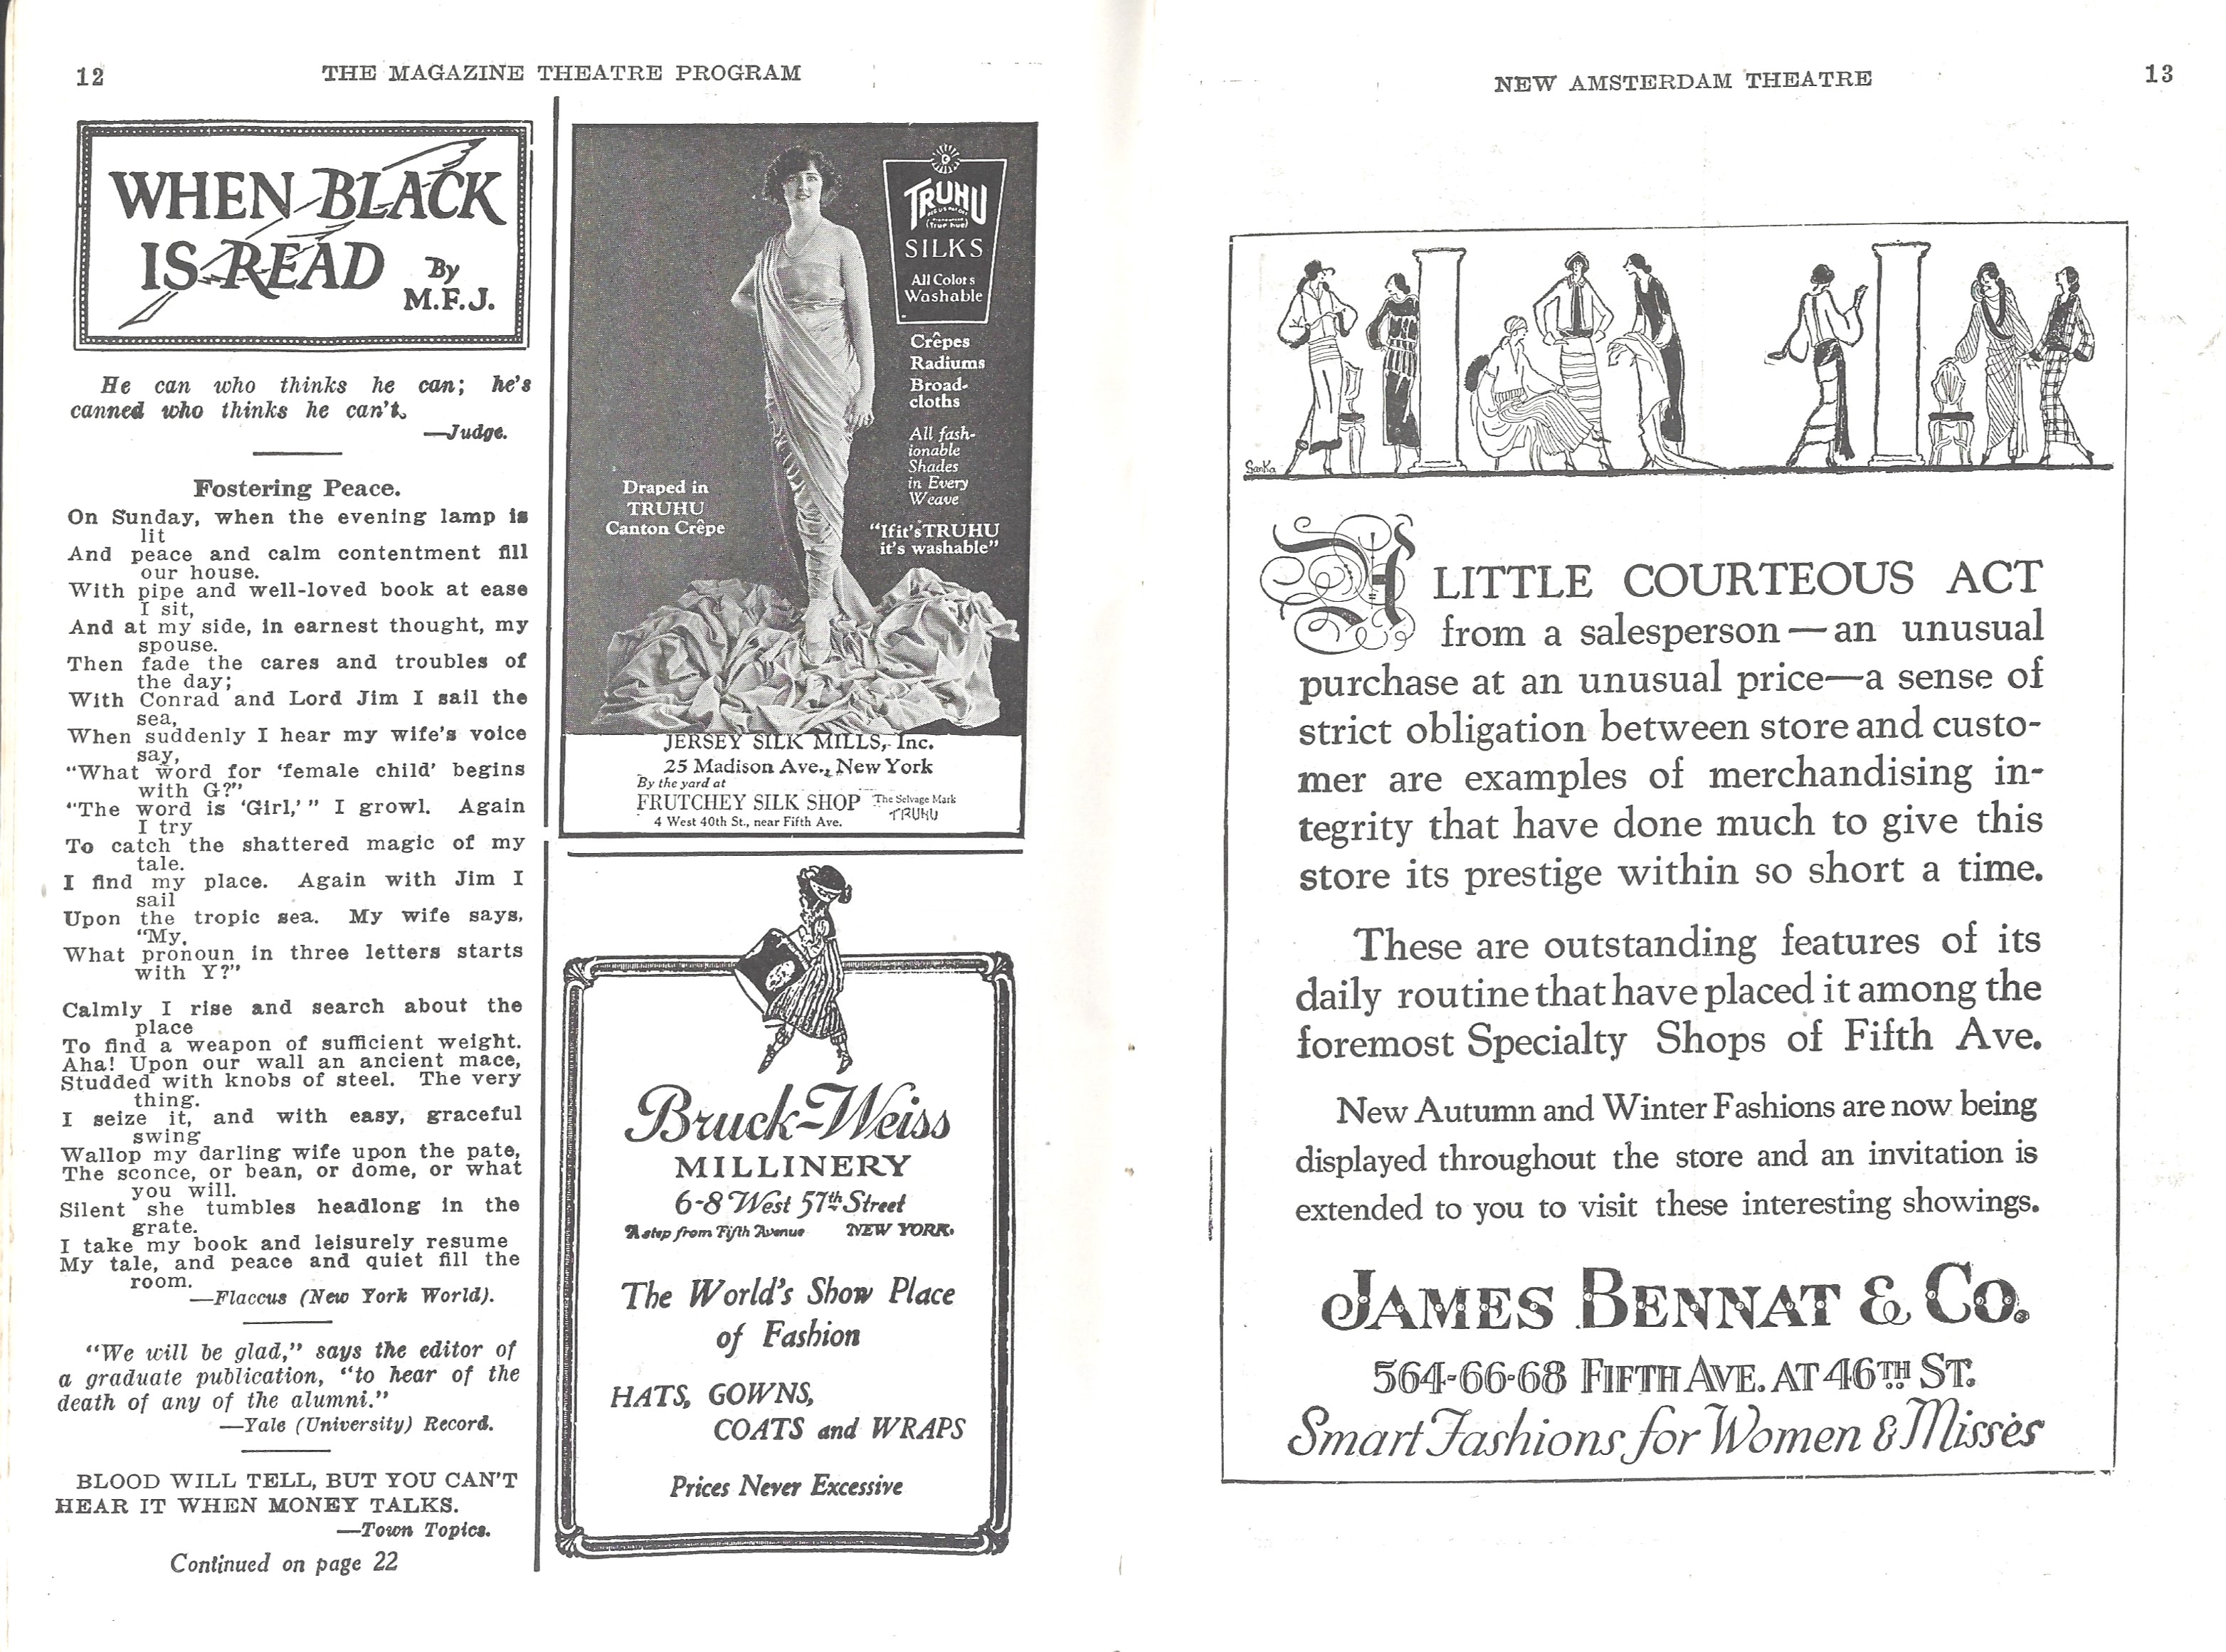 12
THE MAGAZINE THEATRE PROGRAM
WHEN BLACK
IS READ
By
M.F.J.
He can who thinks he can; he's
canned who thinks he can't.
—Judge.
Fostering Peace.
On Sunday, when the evening lamp is
lit
And peace and calm contentment fill
our house.
With pipe and well-loved book at ease
I sit,
And at my side, in earnest thought, my
spouse.
Then fade the cares and troubles of
the day;
With Conrad and Lord Jim I sail the
sea,
When suddenly I hear my wife's voice
say,
"What word for 'female child' begins
with G?"
"The word is 'Girl,'" I growl. Again
I try
To catch the shattered magic of my
tale.
I find my place. Again with Jim I
sail
Upon the tropic sea. My wife says,
"My,
What pronoun in three letters starts
with Y?"
Calmly I rise and search about the
place
To find a weapon of sufficient weight.
Aha! Upon our wall an ancient mace,
Studded with knobs of steel. The very
thing.
I seize it, and with easy, graceful
swing
Wallop my darling wife upon the pate,
The sconce, or bean, or dome, or what
you will.
Silent she tumbles headlong in the
grate.
I take my book and leisurely resume
My tale, and peace and quiet fill the
room.
—Flaccus (New York World).
"We will be glad," says the editor of
a graduate publication, "to hear of the
death of any of the alumni."
—Yale (University) Record.
BLOOD WILL TELL, BUT YOU CAN'T
HEAR IT WHEN MONEY TALKS.
—Town Topics.
Continued on page 22
TRUHU
REG US PAT OFF
(Pronounced
True hue)
SILKS
All Colors
Washable
Crêpes
Radiums
Broad-
cloths
All fash-
ionable
Shades
in Every
Weave
"If it's TRUHU
it's washable"
Draped in
TRUHU
Canton Crêpe
JERSEY SILK MILLS, Inc.
25 Madison Ave., New York
By the yard at
FRUTCHEY SILK SHOP
4 West 40th St., near Fifth Ave.
The Selvage Mark
TRUHU
Bruck-Weiss
MILLINERY
6-8 West 57th Street
A step from Fifth Avenue NEW YORK.
The World's Show Place
of Fashion
HATS, GOWNS,
COATS and WRAPS
Prices Never Excessive
NEW AMSTERDAM THEATRE
13
SanKa
A LITTLE COURTEOUS ACT
from a salesperson—an unusual
purchase at an unusual price—a sense of
strict obligation between store and custo-
mer are examples of merchandising in-
tegrity that have done much to give this
store its prestige within so short a time.
These are outstanding features of its
daily routine that have placed it among the
foremost Specialty Shops of Fifth Ave.
New Autumn and Winter Fashions are now being
displayed throughout the store and an invitation is
extended to you to visit these interesting showings.
JAMES BENNAT & CO.
564-66-68 FIFTH AVE. AT 46TH ST.
Smart Fashions for Women & Misses